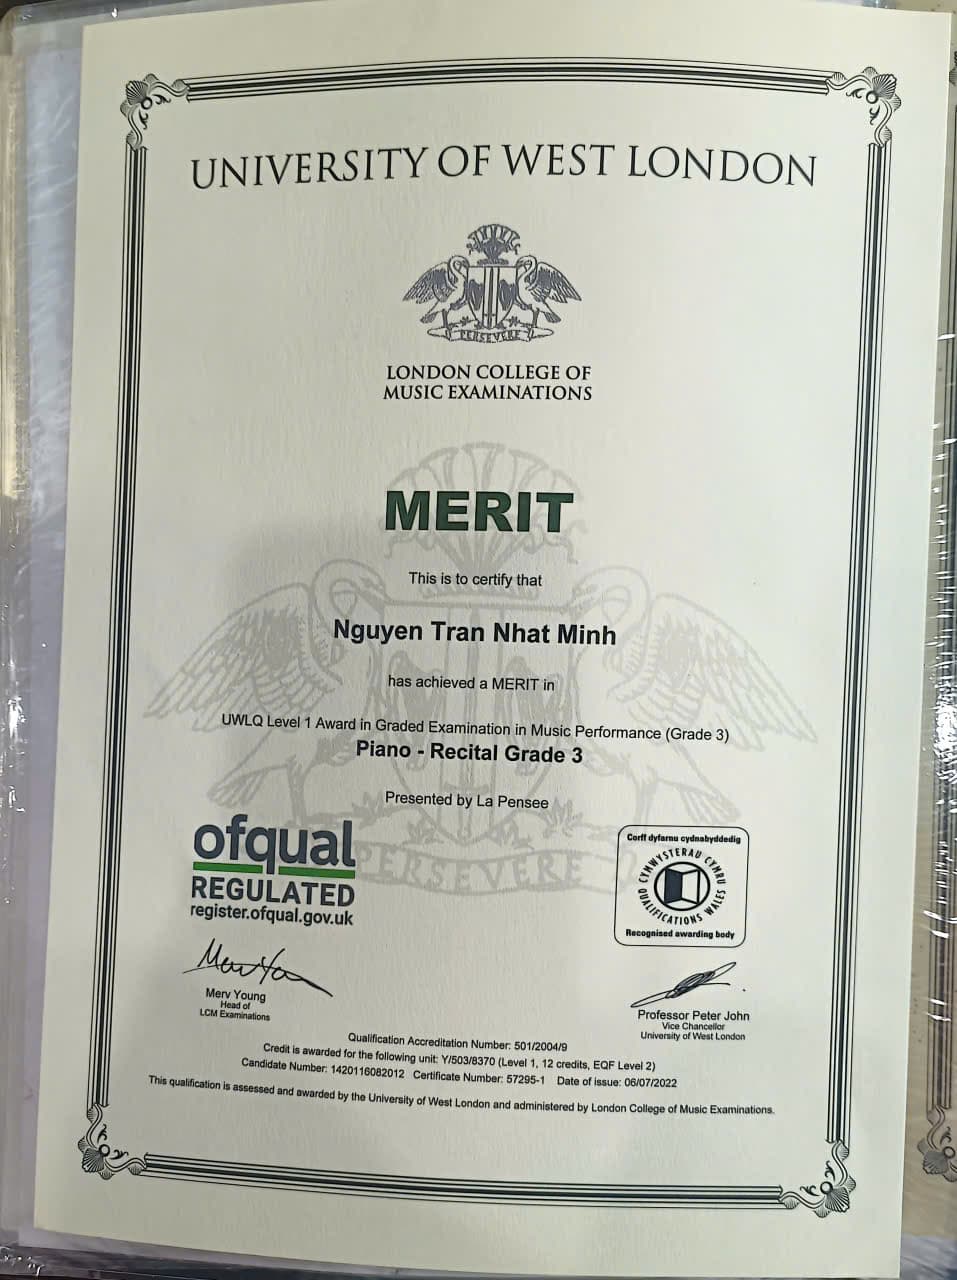 UNIVERSITY OF WEST LONDON
PERSEVERE
LONDON COLLEGE OF
MUSIC EXAMINATIONS
MERIT
This is to certify that
Nguyen Tran Nhat Minh
has achieved a MERIT in
UWLQ Level 1 Award in Graded Examination in Music Performance (Grade 3)
Piano - Recital Grade 3
Presented by La Pensee
PERSEVERE
ofqual
REGULATED
register.ofqual.gov.uk
Corff dyfarnu cydnabyddedig
CYMWYSTERAU CYMRU
QUALIFICATIONS WALES
Recognised awarding body
Merv Young
Head of
LCM Examinations
Professor Peter John
Vice Chancellor
University of West London
Qualification Accreditation Number: 501/2004/9
Credit is awarded for the following unit: Y/503/8370 (Level 1, 12 credits, EQF Level 2)
Candidate Number: 1420116082012 Certificate Number: 57295-1 Date of issue: 06/07/2022
This qualification is assessed and awarded by the University of West London and administered by London College of Music Examinations.